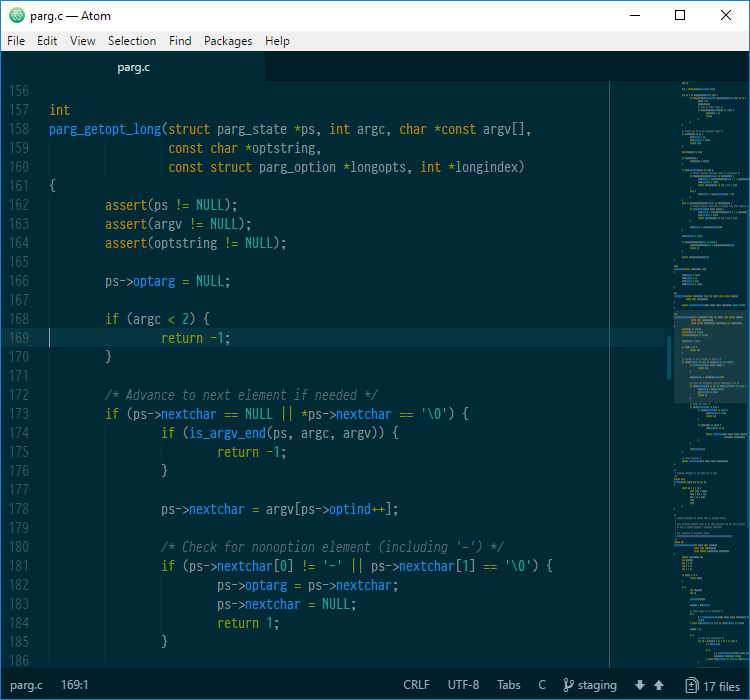 parg.c — Atom
File Edit View Selection Find Packages Help
parg.c
156
157 int
158 parg_getopt_long(struct parg_state *ps, int argc, char *const argv[],
159                  const char *optstring,
160                  const struct parg_option *longopts, int *longindex)
161 {
162         assert(ps != NULL);
163         assert(argv != NULL);
164         assert(optstring != NULL);
165
166         ps->optarg = NULL;
167
168         if (argc < 2) {
169                 return -1;
170         }
171
172         /* Advance to next element if needed */
173         if (ps->nextchar == NULL || *ps->nextchar == '\0') {
174                 if (is_argv_end(ps, argc, argv)) {
175                         return -1;
176                 }
177
178                 ps->nextchar = argv[ps->optind++];
179
180                 /* Check for nonoption element (including '-') */
181                 if (ps->nextchar[0] != '-' || ps->nextchar[1] == '\0') {
182                         ps->optarg = ps->nextchar;
183                         ps->nextchar = NULL;
184                         return 1;
185                 }
186
parg.c 169:1 CRLF UTF-8 Tabs C staging 17 files